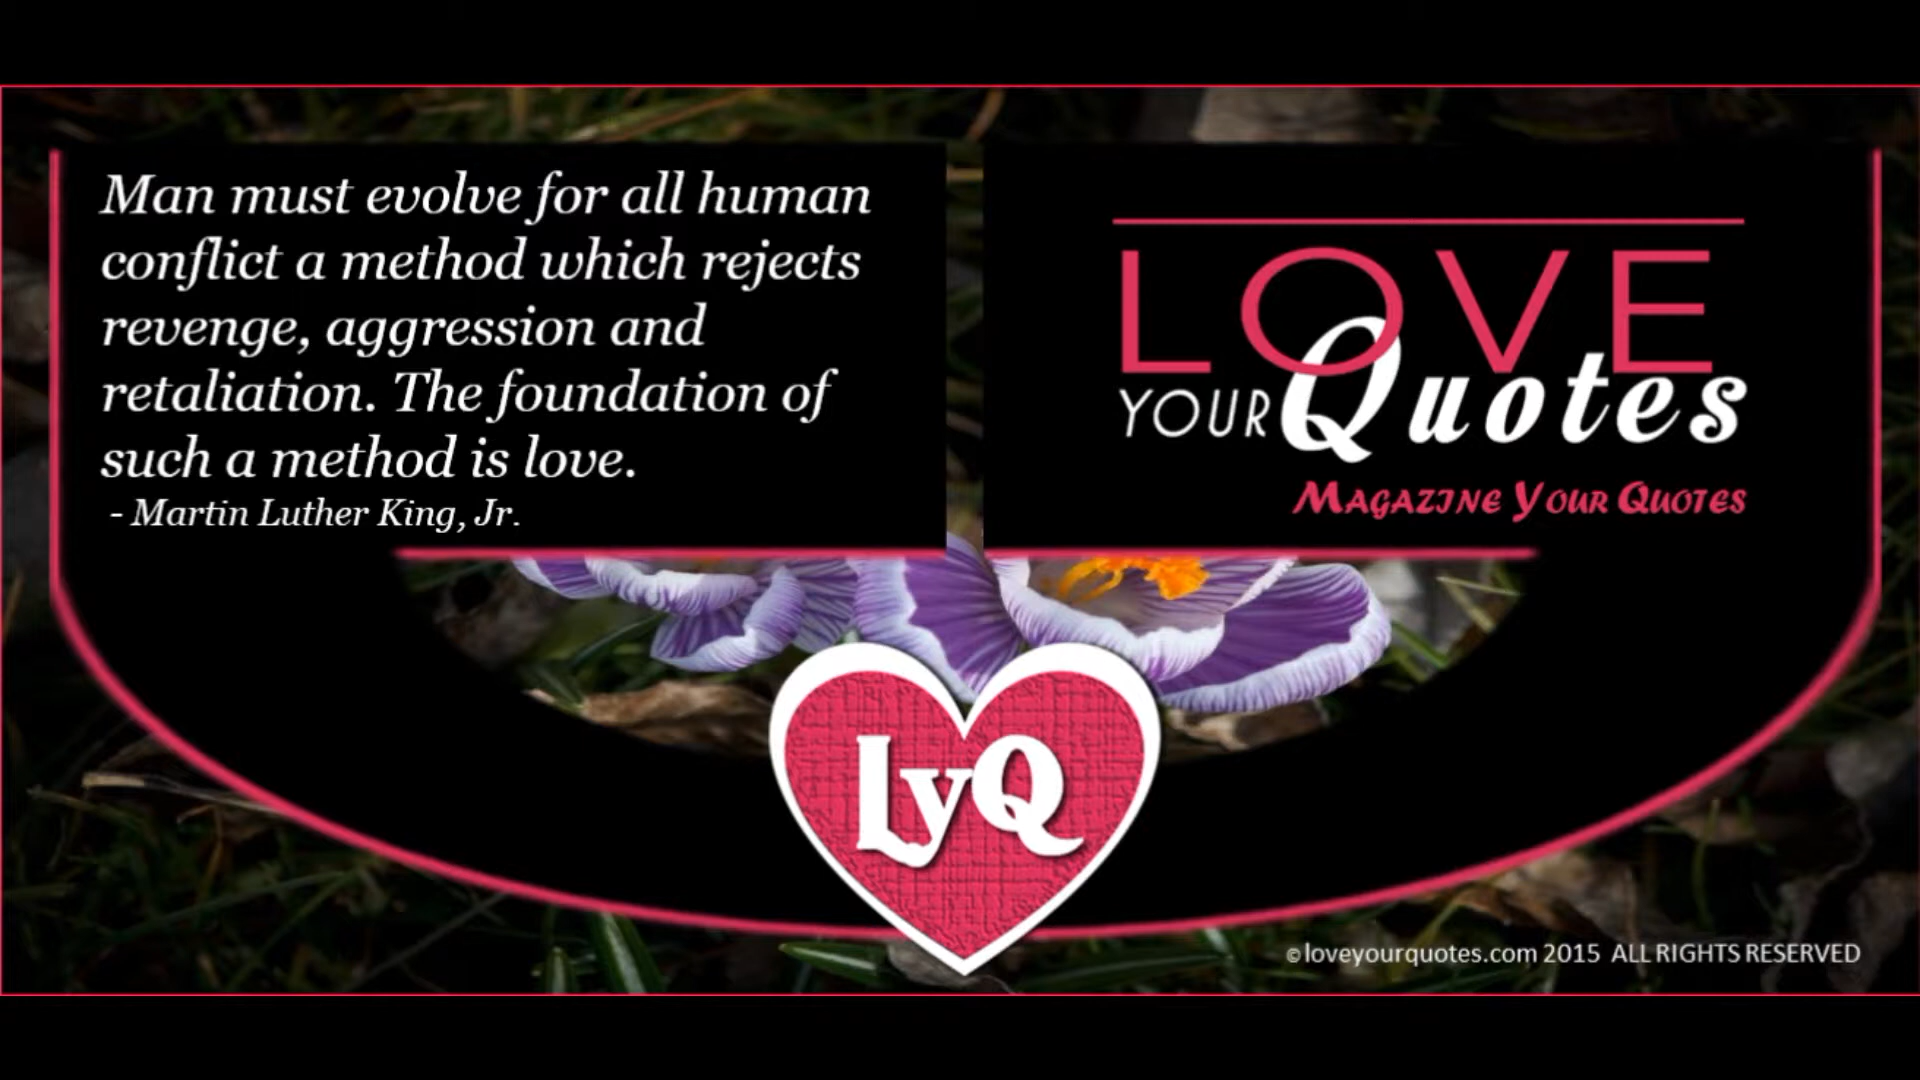 Man must evolve for all human
conflict a method which rejects
revenge, aggression and
retaliation. The foundation of
such a method is love.
- Martin Luther King, Jr.
LOVE
YOUR Quotes
MAGAZINE YOUR QUOTES
LyQ
©loveyourquotes.com 2015 ALL RIGHTS RESERVED